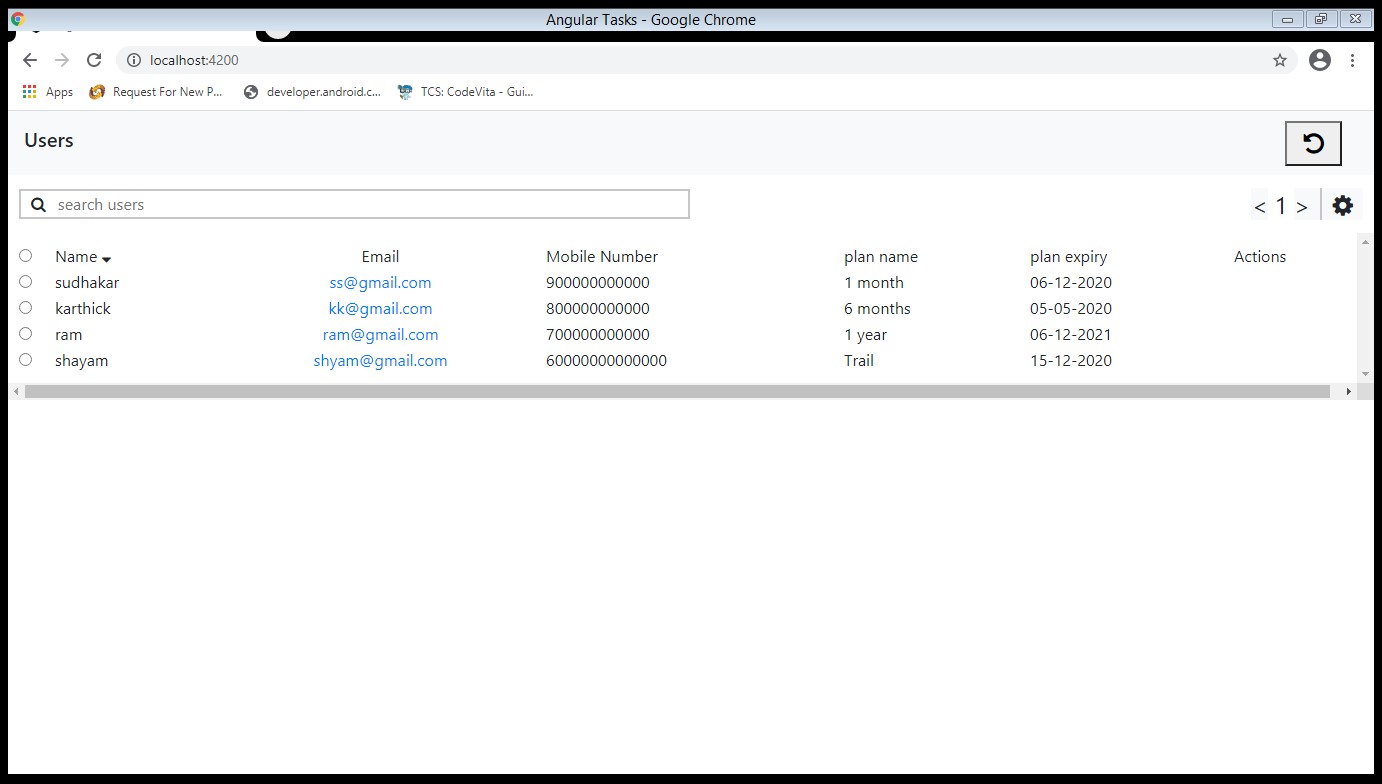 Angular Tasks - Google Chrome
localhost:4200
Apps Request For New P... developer.android.c... TCS: CodeVita - Gui...
Users
search users
< 1 >
Name Email Mobile Number plan name plan expiry Actions
sudhakar ss@gmail.com 900000000000 1 month 06-12-2020
karthick kk@gmail.com 800000000000 6 months 05-05-2020
ram ram@gmail.com 700000000000 1 year 06-12-2021
shayam shyam@gmail.com 60000000000000 Trail 15-12-2020